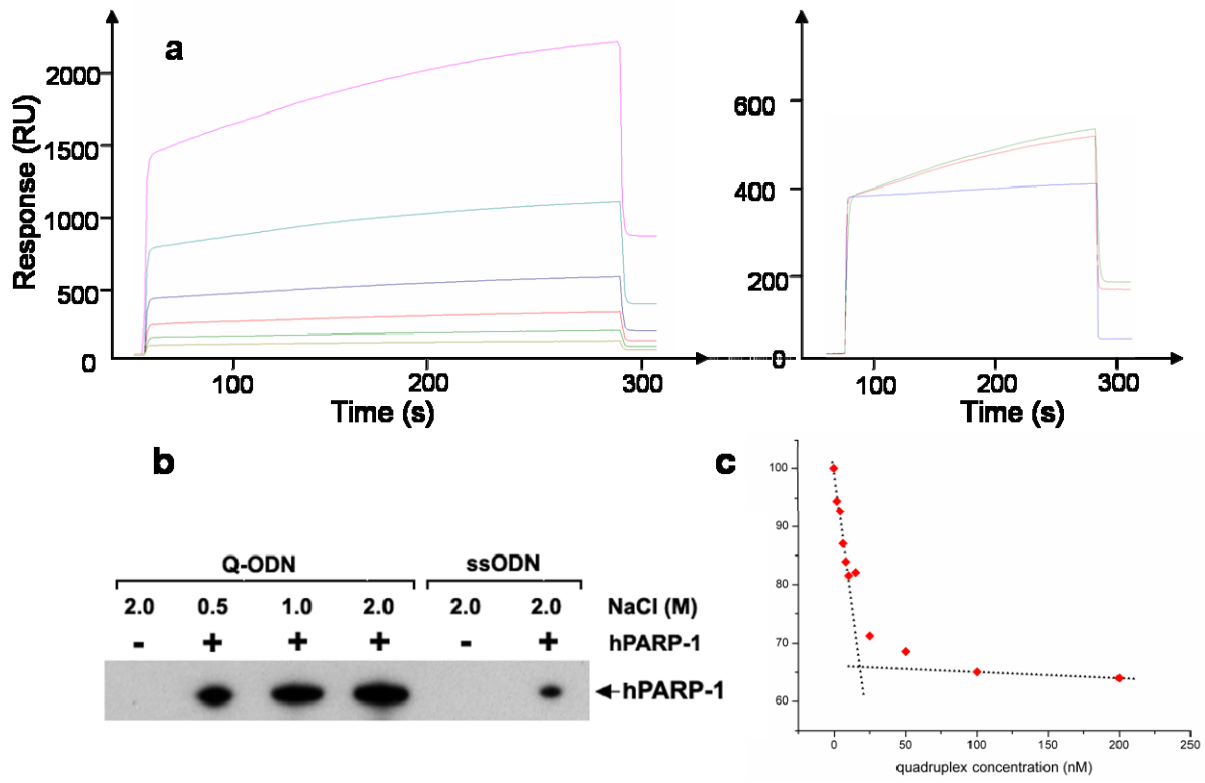 a
Response (RU)
2000
1500
1000
500
0
100
200
300
Time (s)
600
400
200
0
100
200
300
Time (s)
b
Q-ODN
ssODN
2.0 0.5 1.0 2.0 2.0 2.0 NaCl (M)
- + + + - + hPARP-1
hPARP-1
c
100
90
80
70
60
0 50 100 150 200 250
quadruplex concentration (nM)